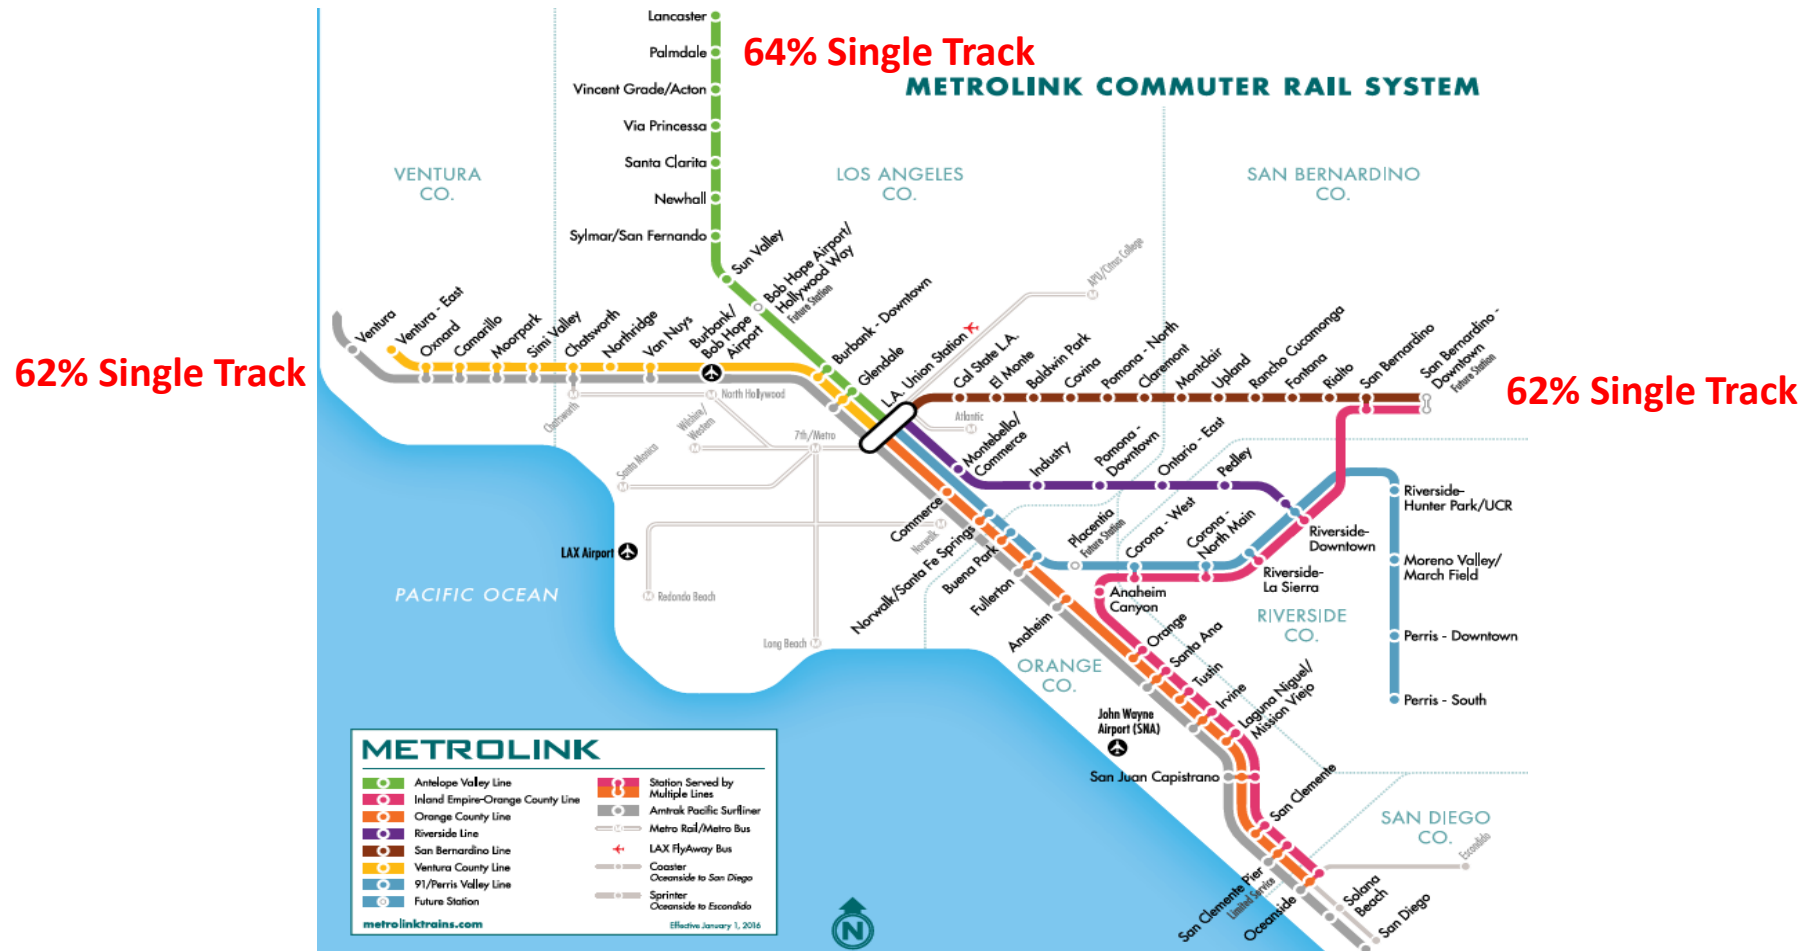 64% Single Track
METROLINK COMMUTER RAIL SYSTEM
62% Single Track
62% Single Track
VENTURA
CO.
LOS ANGELES
CO.
SAN BERNARDINO
CO.
Lancaster
Palmdale
Vincent Grade/Acton
Via Princessa
Santa Clarita
Newhall
Sylmar/San Fernando
Sun Valley
Bob Hope Airport/
Hollywood Way
Future Station
Burbank - Downtown
Glendale
L.A. Union Station
Ventura
Ventura - East
Oxnard
Camarillo
Moorpark
Simi Valley
Chatsworth
Northridge
Van Nuys
Burbank/
Bob Hope
Airport
APU/Citrus College
Cal State L.A.
El Monte
Baldwin Park
Covina
Pomona - North
Claremont
Montclair
Upland
Rancho Cucamonga
Fontana
Rialto
San Bernardino
San Bernardino -
Downtown
Future Station
Chatsworth
North Hollywood
Wilshire/
Western
7th/Metro
Santa Monica
Atlantic
Montebello/
Commerce
Industry
Pomona -
Downtown
Ontario - East
Pedley
Riverside-
Hunter Park/UCR
Riverside-
Downtown
Moreno Valley/
March Field
Perris - Downtown
Perris - South
Commerce
Norwalk
Norwalk/Santa Fe Springs
Buena Park
Fullerton
Placentia
Future Station
Corona - West
Corona -
North Main
Riverside-
La Sierra
Anaheim
Canyon
RIVERSIDE
CO.
LAX Airport
Redondo Beach
Long Beach
PACIFIC OCEAN
Anaheim
Orange
Santa Ana
Tustin
Irvine
Laguna Niguel/
Mission Viejo
ORANGE
CO.
John Wayne
Airport (SNA)
San Juan Capistrano
San Clemente
San Clemente Pier
Limited Service
Oceanside
SAN DIEGO
CO.
Escondido
Solana
Beach
San Diego
METROLINK
Antelope Valley Line
Inland Empire-Orange County Line
Orange County Line
Riverside Line
San Bernardino Line
Ventura County Line
91/Perris Valley Line
Future Station
Station Served by
Multiple Lines
Amtrak Pacific Surfliner
Metro Rail/Metro Bus
LAX FlyAway Bus
Coaster
Oceanside to San Diego
Sprinter
Oceanside to Escondido
metrolinktrains.com
Effective January 1, 2016
N